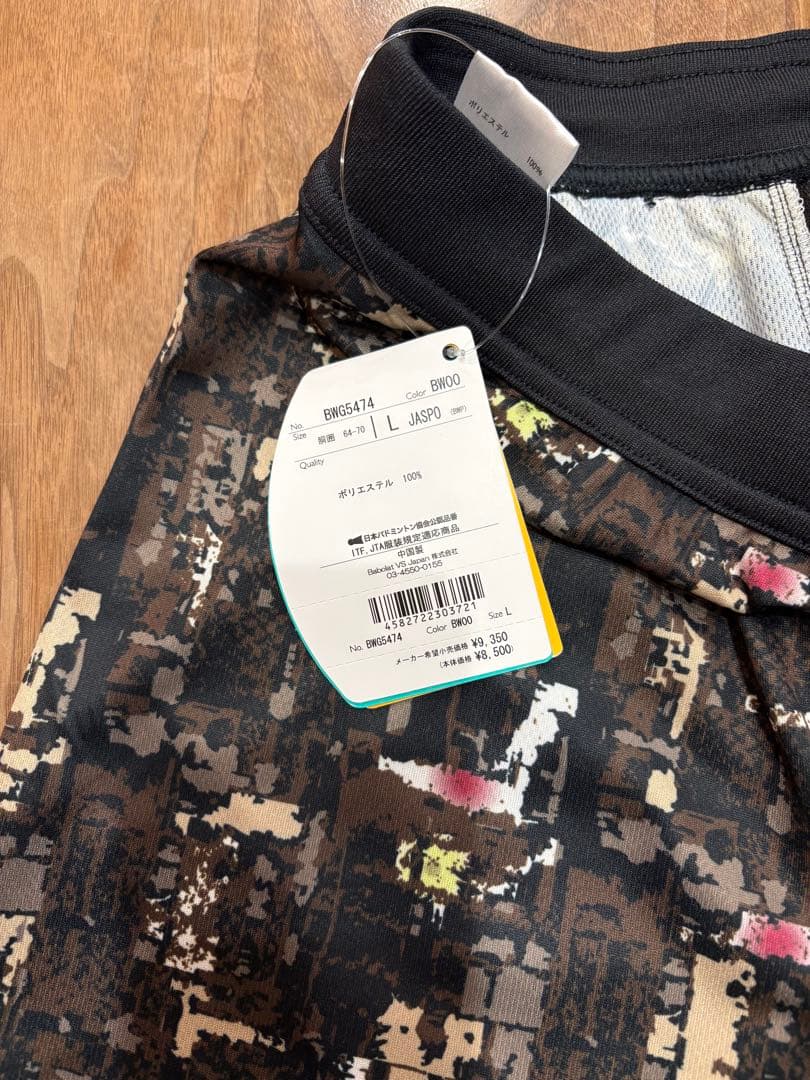 ポリエステル 100%
No. BWG5474 Color BW00
Size 胴囲 64-70 L JASPO (BWP)
Quality
ポリエステル 100%
日本バドミントン協会公認品番
ITF,JTA服装規定適応商品
中国製
Babolat VS Japan 株式会社
03-4550-0155
4582722303721
No. BWG5474 Color BW00 Size L
メーカー希望小売価格 ¥9,350
(本体価格 ¥8,500)